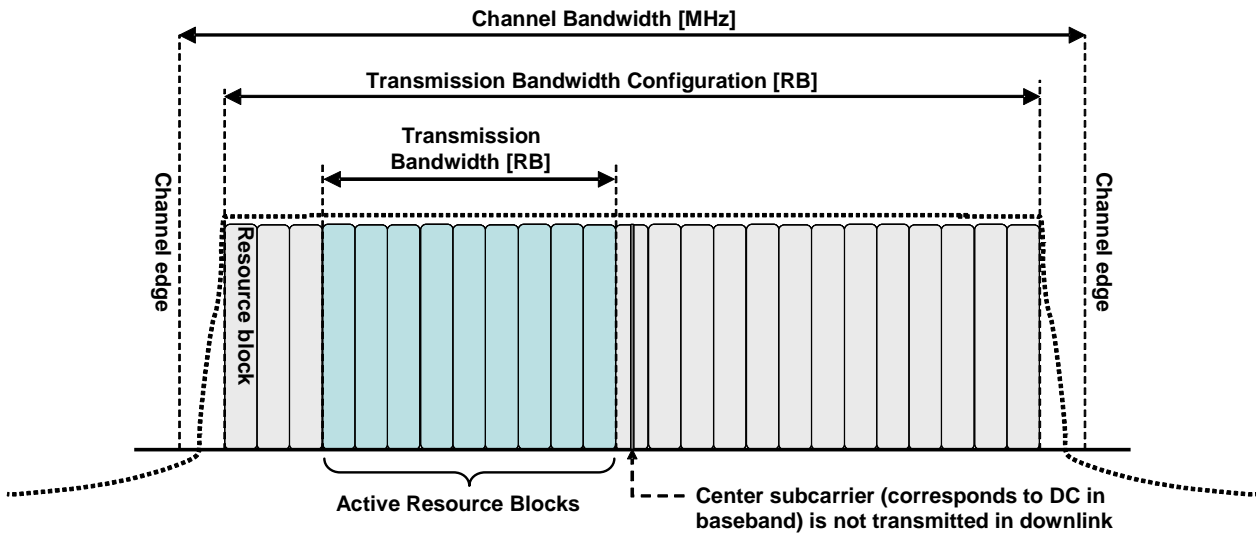 Channel Bandwidth [MHz]
Transmission Bandwidth Configuration [RB]
Transmission
Bandwidth [RB]
Channel edge
Channel edge
Resource block
Active Resource Blocks
Center subcarrier (corresponds to DC in
baseband) is not transmitted in downlink